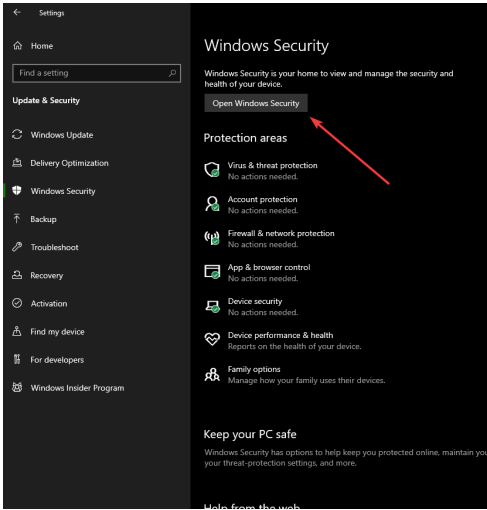 Settings
Home
Find a setting
Update & Security
Windows Update
Delivery Optimization
Windows Security
Backup
Troubleshoot
Recovery
Activation
Find my device
For developers
Windows Insider Program
Windows Security
Windows Security is your home to view and manage the security and
health of your device.
Open Windows Security
Protection areas
Virus & threat protection
No actions needed.
Account protection
No actions needed.
Firewall & network protection
No actions needed.
App & browser control
No actions needed.
Device security
No actions needed.
Device performance & health
Reports on the health of your device.
Family options
Manage how your family uses their devices.
Keep your PC safe
Windows Security has options to help keep you protected online, maintain you
your threat-protection settings, and more.
Help from the web